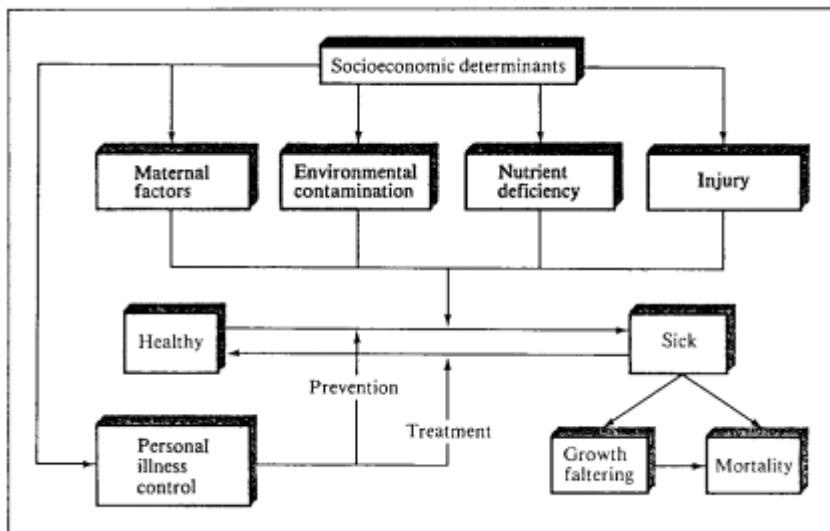 Socioeconomic determinants
Maternal
factors
Environmental
contamination
Nutrient
deficiency
Injury
Healthy
Sick
Prevention
Treatment
Personal
illness
control
Growth
faltering
Mortality